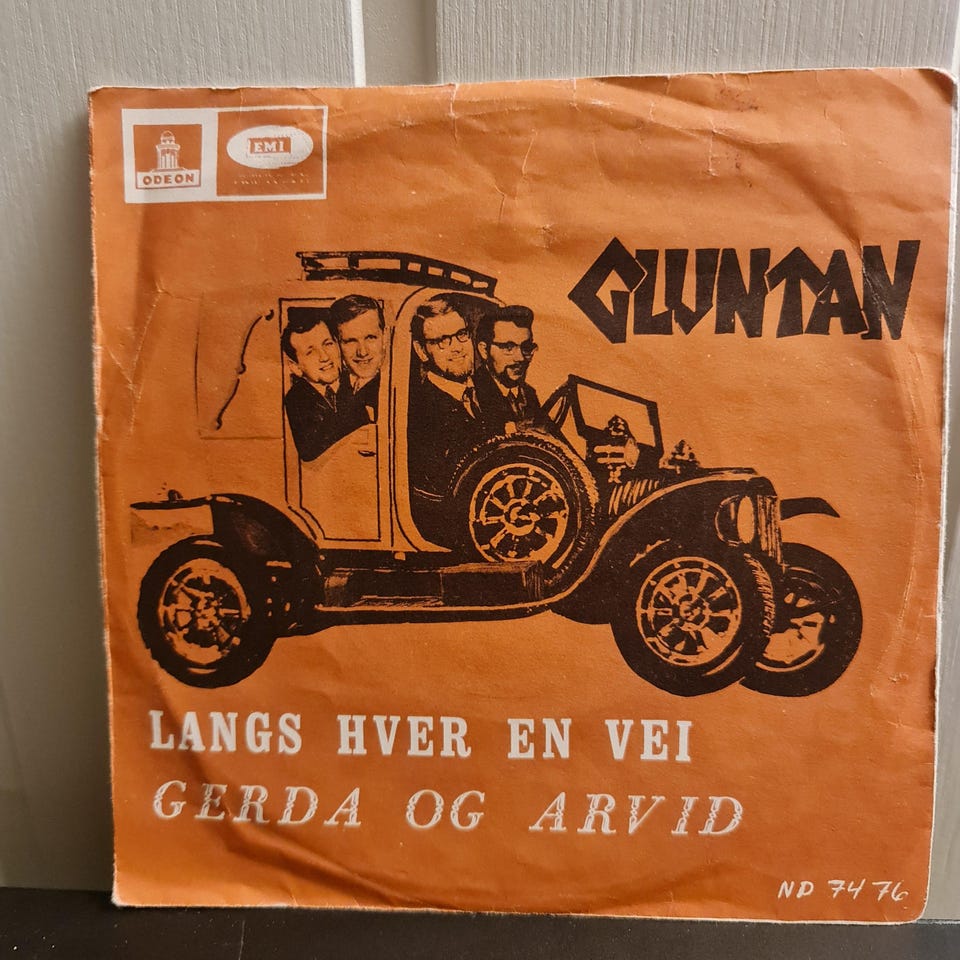 ODEON
EMI
GLUNTAN
LANGS HVER EN VEI
GERDA OG ARVID
ND 7476